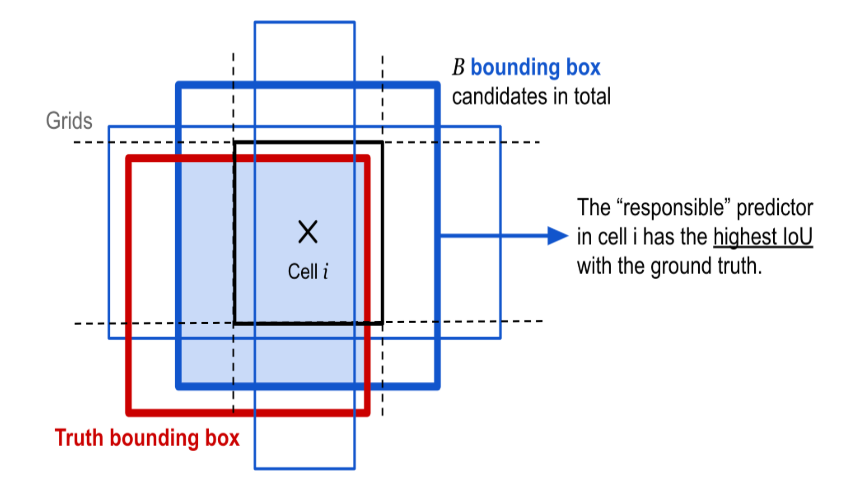 B bounding box
candidates in total
Grids
The “responsible” predictor
in cell i has the highest IoU
with the ground truth.
Cell i
Truth bounding box